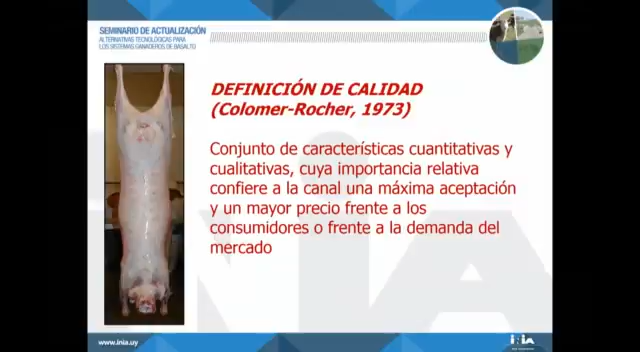 SEMINARIO DE ACTUALIZACIÓN
ALTERNATIVAS TECNOLÓGICAS PARA
LOS SISTEMAS GANADEROS DE BASALTO
DEFINICIÓN DE CALIDAD
(Colomer-Rocher, 1973)
Conjunto de características cuantitativas y
cualitativas, cuya importancia relativa
confiere a la canal una máxima aceptación
y un mayor precio frente a los
consumidores o frente a la demanda del
mercado
www.inia.uy
inia